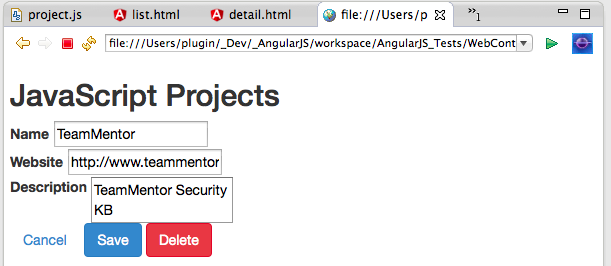 project.js list.html detail.html file:///Users/p
file:///Users/plugin/_Dev/_AngularJS/workspace/AngularJS_Tests/WebCont
JavaScript Projects
Name TeamMentor
Website http://www.teammentor
Description TeamMentor Security
KB
Cancel Save Delete